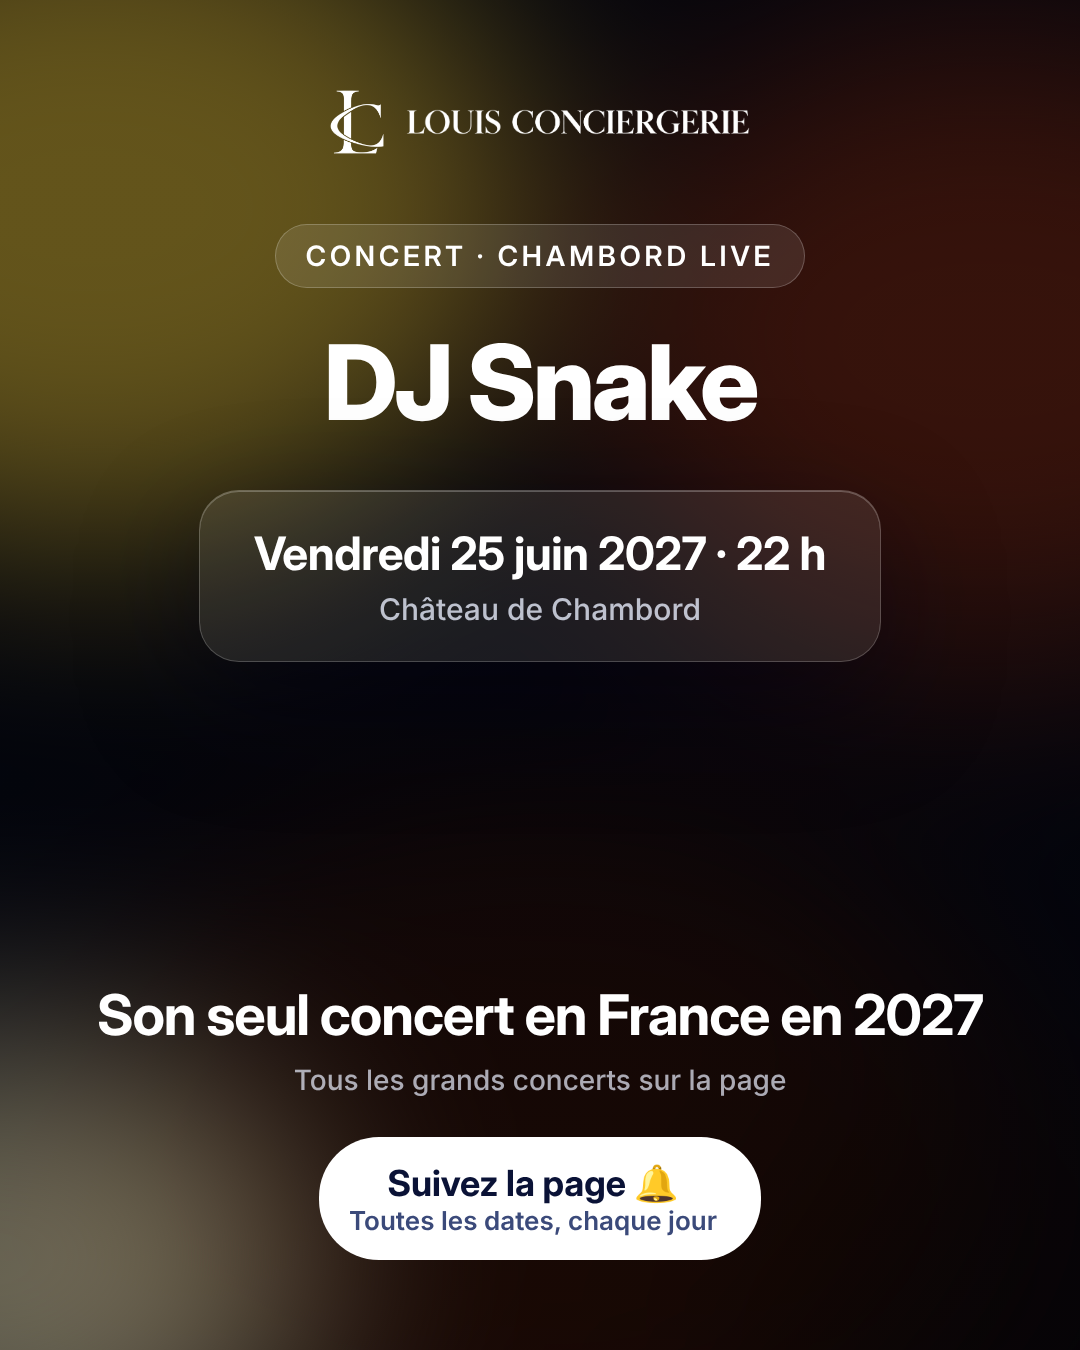 LOUIS CONCIERGERIE
CONCERT · CHAMBORD LIVE
DJ Snake
Vendredi 25 juin 2027 · 22 h
Château de Chambord
Son seul concert en France en 2027
Tous les grands concerts sur la page
Suivez la page 🔔
Toutes les dates, chaque jour